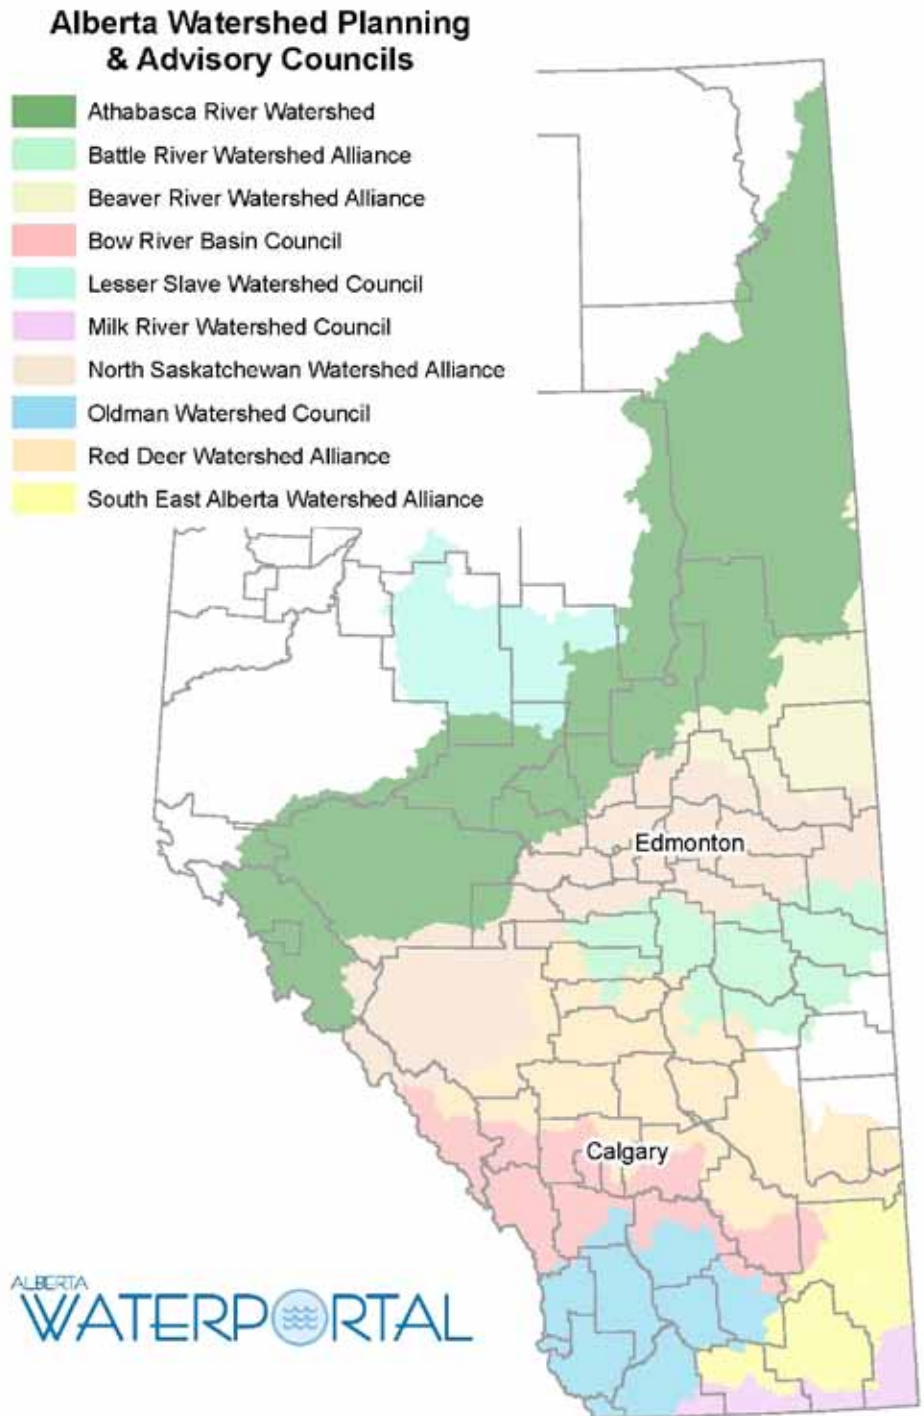 Alberta Watershed Planning
& Advisory Councils
Athabasca River Watershed
Battle River Watershed Alliance
Beaver River Watershed Alliance
Bow River Basin Council
Lesser Slave Watershed Council
Milk River Watershed Council
North Saskatchewan Watershed Alliance
Oldman Watershed Council
Red Deer Watershed Alliance
South East Alberta Watershed Alliance
Edmonton
Calgary
ALBERTA
WATERPORTAL